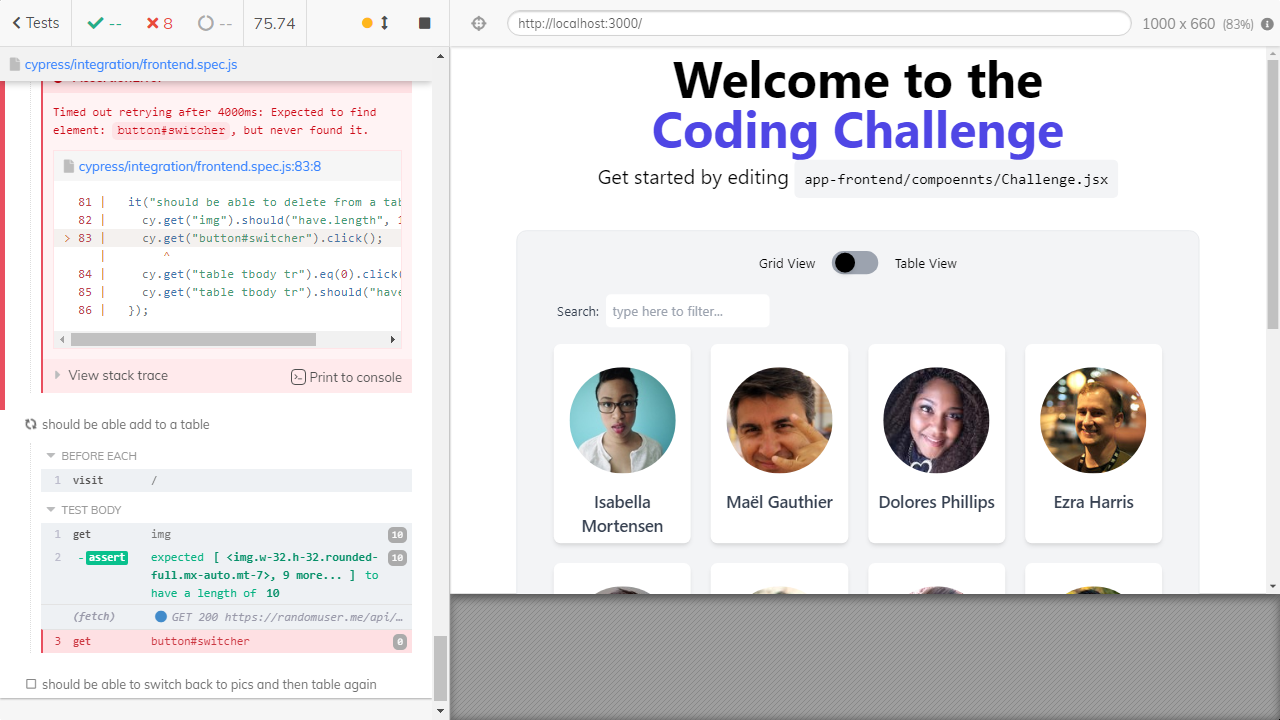 Tests
--
8
--
75.74
cypress/integration/frontend.spec.js
Timed out retrying after 4000ms: Expected to find
element: button#switcher, but never found it.
cypress/integration/frontend.spec.js:83:8
81 | it("should be able to delete from a tab
82 | cy.get("img").should("have.length", 1
> 83 | cy.get("button#switcher").click();
| ^
84 | cy.get("table tbody tr").eq(0).click(
85 | cy.get("table tbody tr").should("have
86 | });
View stack trace
Print to console
should be able add to a table
BEFORE EACH
1 visit /
TEST BODY
1 get img 10
2 -assert expected [ <img.w-32.h-32.rounded- 10
full.mx-auto.mt-7>, 9 more... ] to
have a length of 10
(fetch) GET 200 https://randomuser.me/api/…
3 get button#switcher 0
should be able to switch back to pics and then table again
http://localhost:3000/
1000 x 660 (83%)
Welcome to the
Coding Challenge
Get started by editing app-frontend/compoennts/Challenge.jsx
Grid View
Table View
Search: type here to filter...
Isabella
Mortensen
Maël Gauthier
Dolores Phillips
Ezra Harris